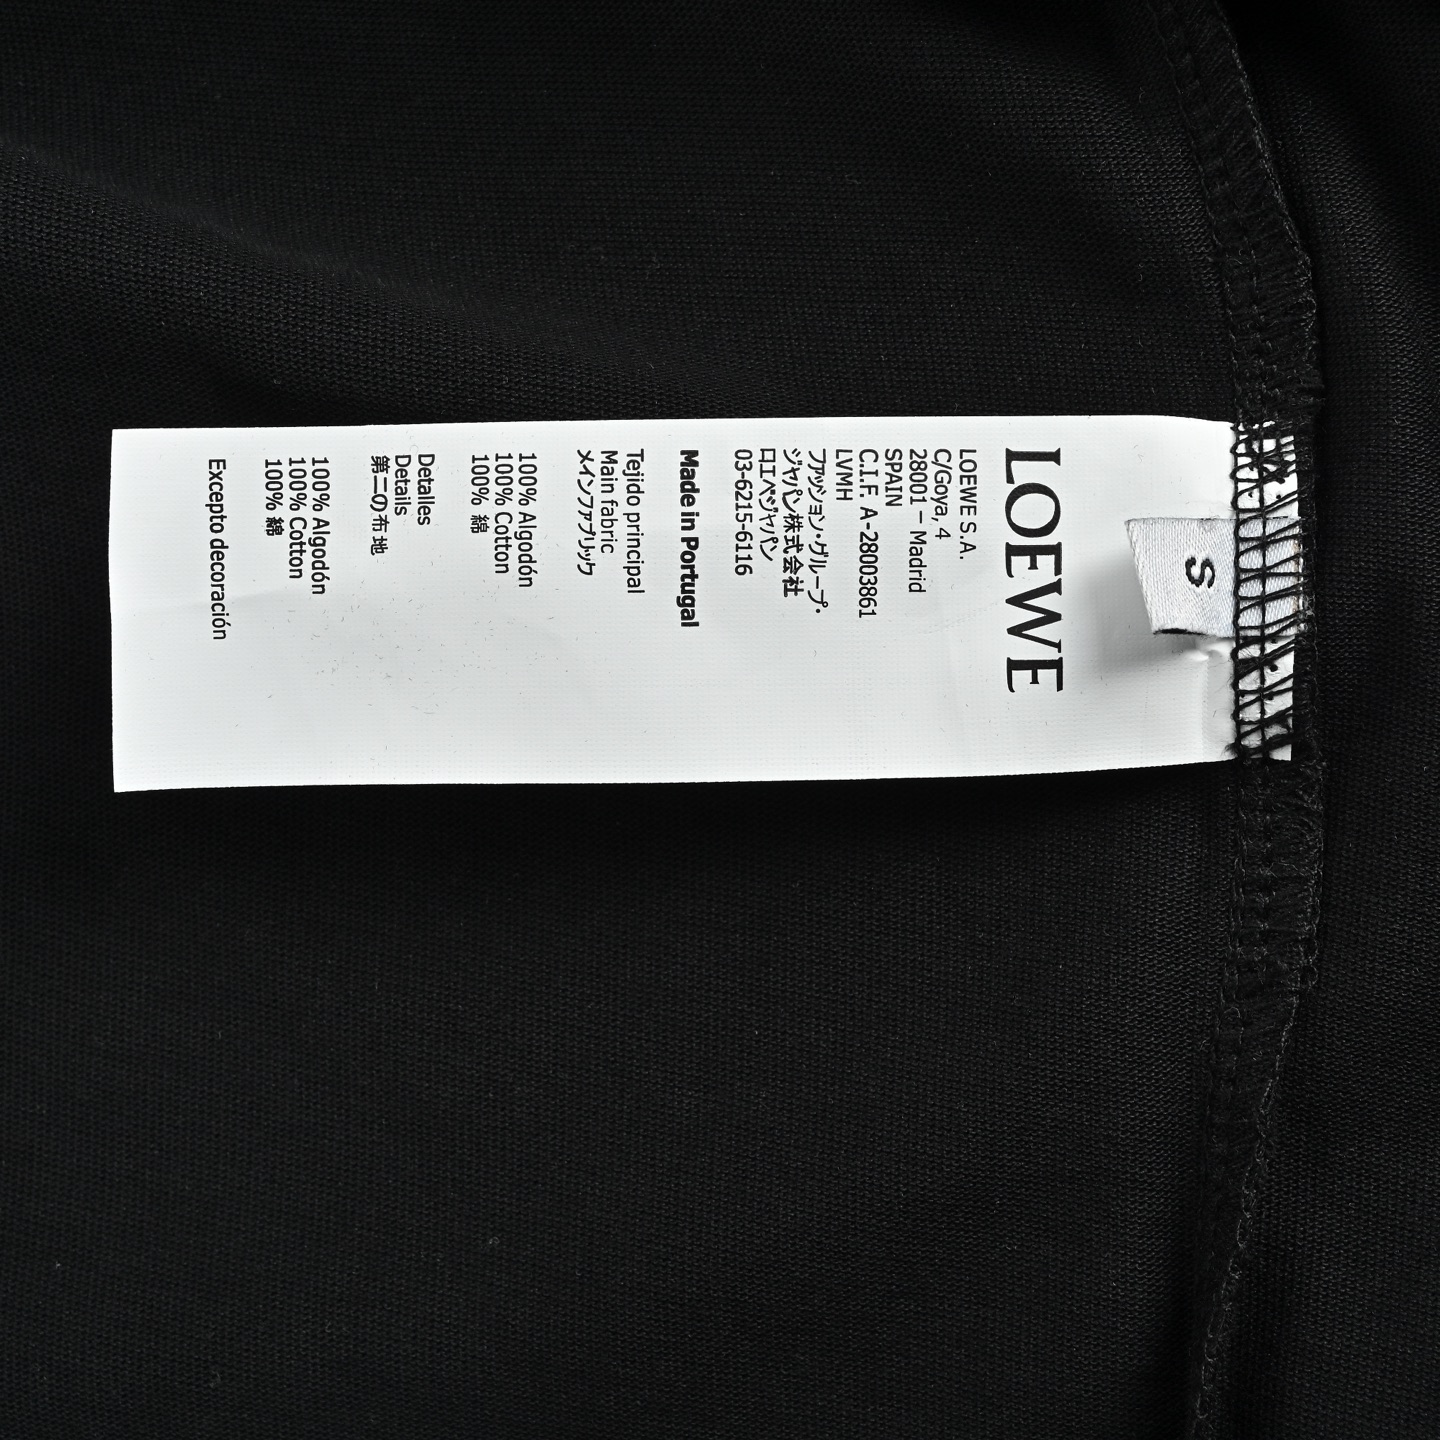 S
LOEWE
LOEWE S.A.
C/Goya, 4
28001 – Madrid
SPAIN
C.I.F. A-28003861
LVMH
ファッション・グループ・
ジャパン株式会社
ロエベジャパン
03-6215-6116
Made in Portugal
Tejido principal
Main fabric
メインファブリック
100% Algodón
100% Cotton
100% 綿
Detalles
Details
第二の布地
100% Algodón
100% Cotton
100% 綿
Excepto decoración